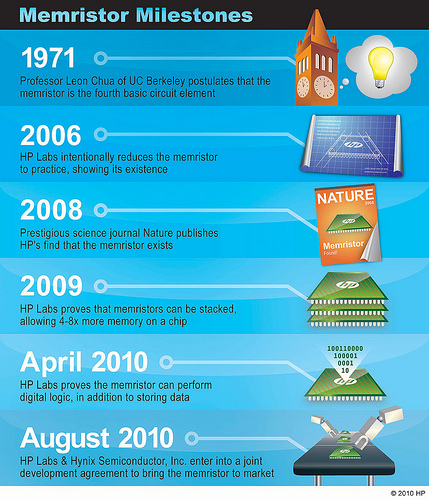 Memristor Milestones
1971
Professor Leon Chua of UC Berkeley postulates that the
memristor is the fourth basic circuit element
2006
HP Labs intentionally reduces the memristor
to practice, showing its existence
hp
2008
Prestigious science journal Nature publishes
HP's find that the memristor exists
NATURE
2008
Memristor
Found!
2009
HP Labs proves that memristors can be stacked,
allowing 4-8x more memory on a chip
hp
April 2010
HP Labs proves the memristor can perform
digital logic, in addition to storing data
100110000
100001
0001
10
hp
August 2010
HP Labs & Hynix Semiconductor, Inc. enter into a joint
development agreement to bring the memristor to market
© 2010 HP